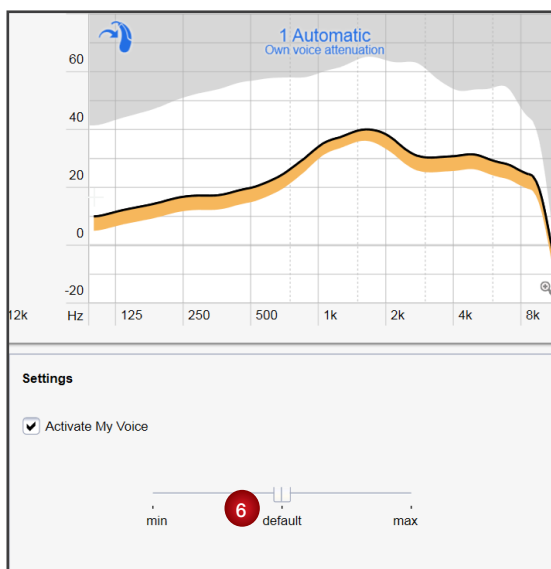 1 Automatic
Own voice attenuation
60
40
20
0
-20
12k Hz 125 250 500 1k 2k 4k 8k
Settings
Activate My Voice
6
min default max